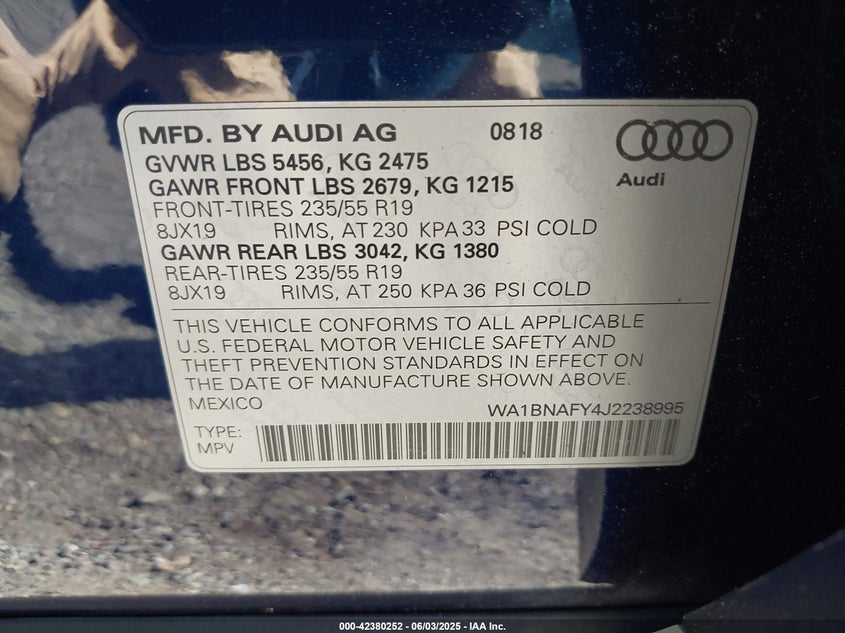 MFD. BY AUDI AG 0818
GVWR LBS 5456, KG 2475
GAWR FRONT LBS 2679, KG 1215
Audi
FRONT-TIRES 235/55 R19
8JX19 RIMS, AT 230 KPA 33 PSI COLD
GAWR REAR LBS 3042, KG 1380
REAR-TIRES 235/55 R19
8JX19 RIMS, AT 250 KPA 36 PSI COLD
THIS VEHICLE CONFORMS TO ALL APPLICABLE
U.S. FEDERAL MOTOR VEHICLE SAFETY AND
THEFT PREVENTION STANDARDS IN EFFECT ON
THE DATE OF MANUFACTURE SHOWN ABOVE.
MEXICO WA1BNAFY4J2238995
TYPE:
MPV
000-42380252 | 06/03/2025 - IAA Inc.